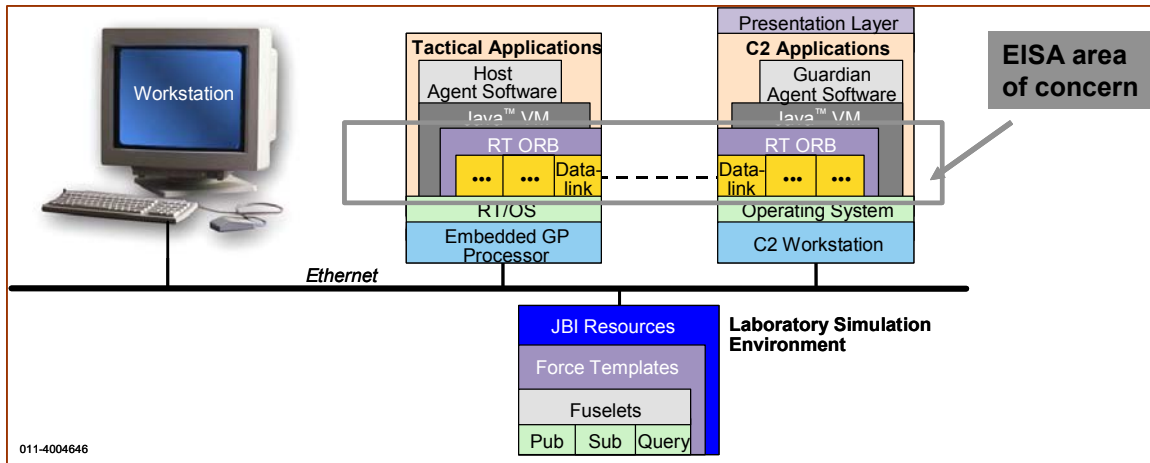 Workstation
Tactical Applications
Host
Agent Software
Java™ VM
RT ORB
...
...
Data-
link
RT/OS
Embedded GP
Processor
Presentation Layer
C2 Applications
Guardian
Agent Software
Java™ VM
RT ORB
Data-
link
...
...
Operating System
C2 Workstation
EISA area
of concern
Ethernet
JBI Resources
Force Templates
Fuselets
Pub
Sub
Query
Laboratory Simulation
Environment
011-4004646